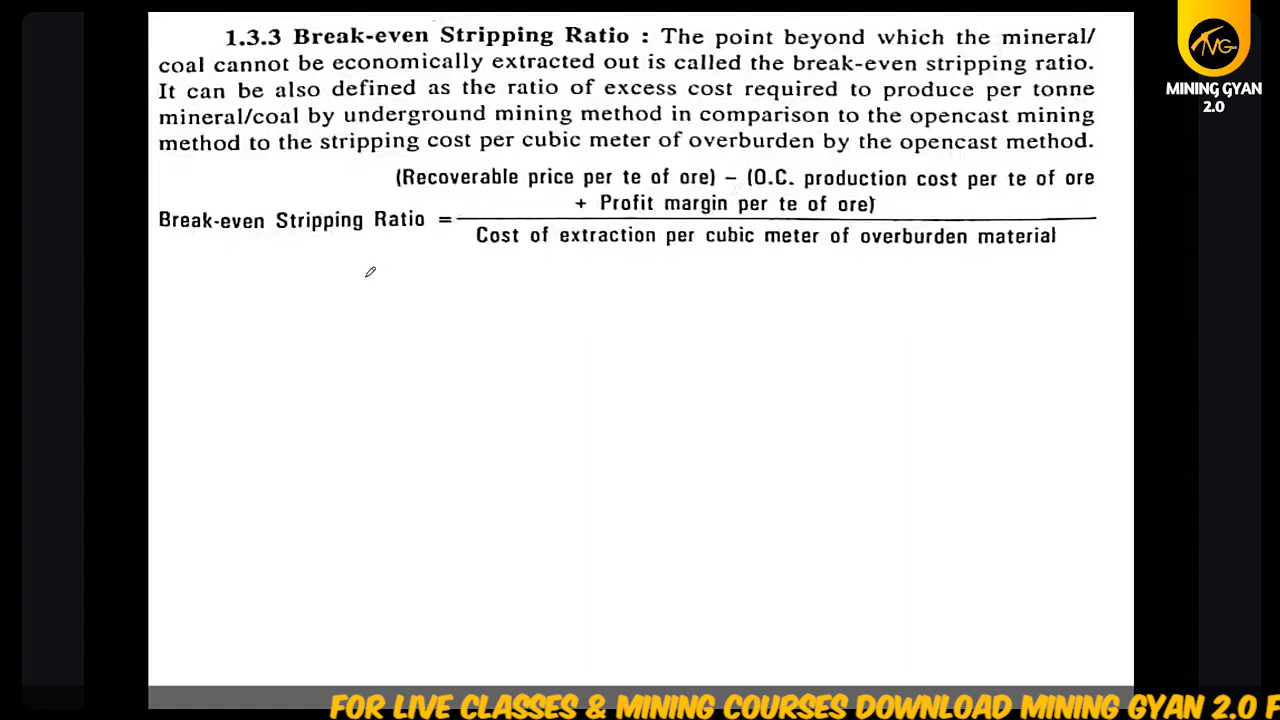 1.3.3 Break-even Stripping Ratio : The point beyond which the mineral/
coal cannot be economically extracted out is called the break-even stripping ratio.
It can be also defined as the ratio of excess cost required to produce per tonne
mineral/coal by underground mining method in comparison to the opencast mining
method to the stripping cost per cubic meter of overburden by the opencast method.
(Recoverable price per te of ore) – (O.C. production cost per te of ore
+ Profit margin per te of ore)
Break-even Stripping Ratio =
Cost of extraction per cubic meter of overburden material
TVG
MINING GYAN
2.0
FOR LIVE CLASSES & MINING COURSES DOWNLOAD MINING GYAN 2.0 F